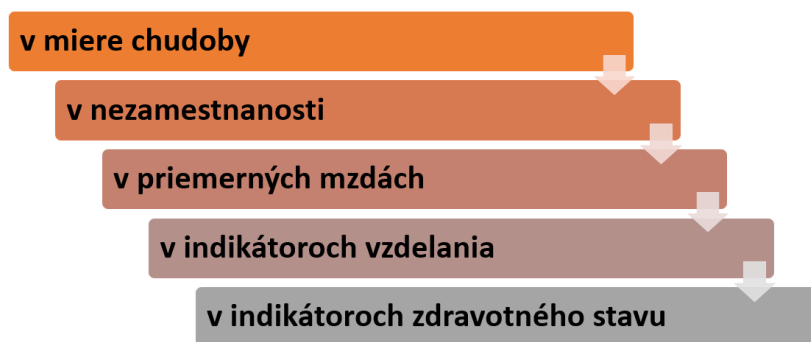 v miere chudoby
v nezamestnanosti
v priemerných mzdách
v indikátoroch vzdelania
v indikátoroch zdravotného stavu